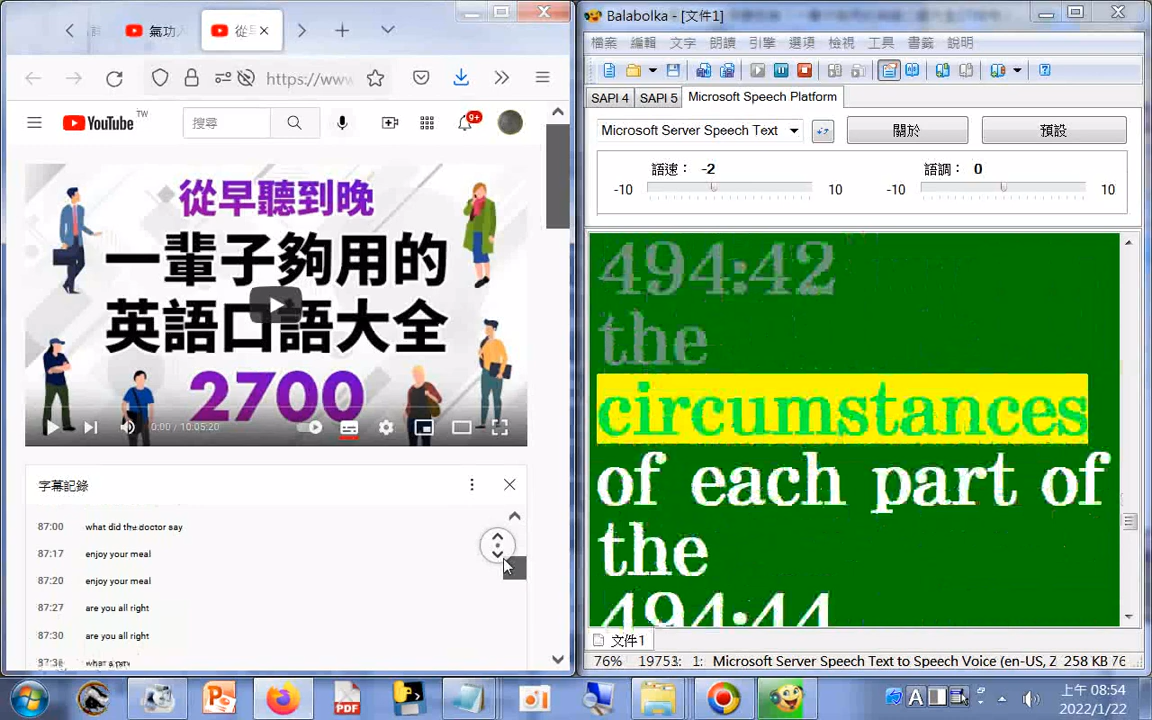 氣功
從
https://www
YouTube TW
搜尋
9+
從早聽到晚
一輩子夠用的
英語口語大全
2700
0:00 / 10:05:20
字幕記錄
87:00 what did the doctor say
87:17 enjoy your meal
87:20 enjoy your meal
87:27 are you all right
87:30 are you all right
Balabolka - [文件1]
檔案 編輯 文字 朗讀 引擎 選項 檢視 工具 書籤 說明
SAPI 4 SAPI 5 Microsoft Speech Platform
Microsoft Server Speech Text 關於 預設
語速: -2 語調: 0
-10 10 -10 10
494:42
the
circumstances
of each part of
the
494:44
文件1
76% 19753: 1: Microsoft Server Speech Text to Speech Voice (en-US, Z 258 KB 76
PDF
A
上午 08:54
2022/1/22